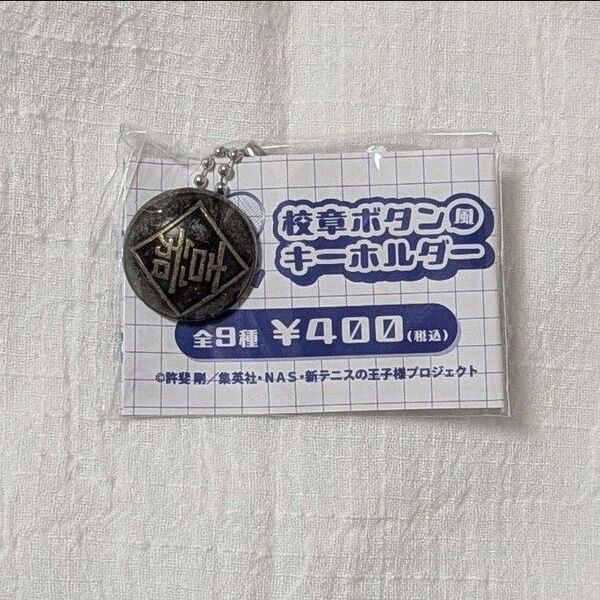 校章ボタン風
キーホルダー
全9種 ¥400(税込)
©許斐 剛／集英社・NAS・新テニスの王子様プロジェクト